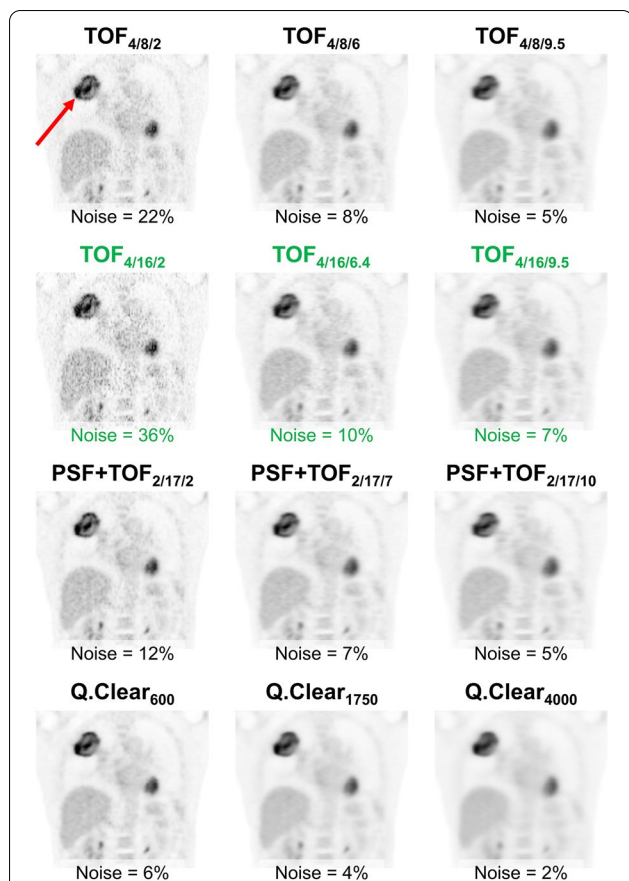 TOF4/8/2 TOF4/8/6 TOF4/8/9.5
Noise = 22% Noise = 8% Noise = 5%
TOF4/16/2 TOF4/16/6.4 TOF4/16/9.5
Noise = 36% Noise = 10% Noise = 7%
PSF+TOF2/17/2 PSF+TOF2/17/7 PSF+TOF2/17/10
Noise = 12% Noise = 7% Noise = 5%
Q.Clear600 Q.Clear1750 Q.Clear4000
Noise = 6% Noise = 4% Noise = 2%